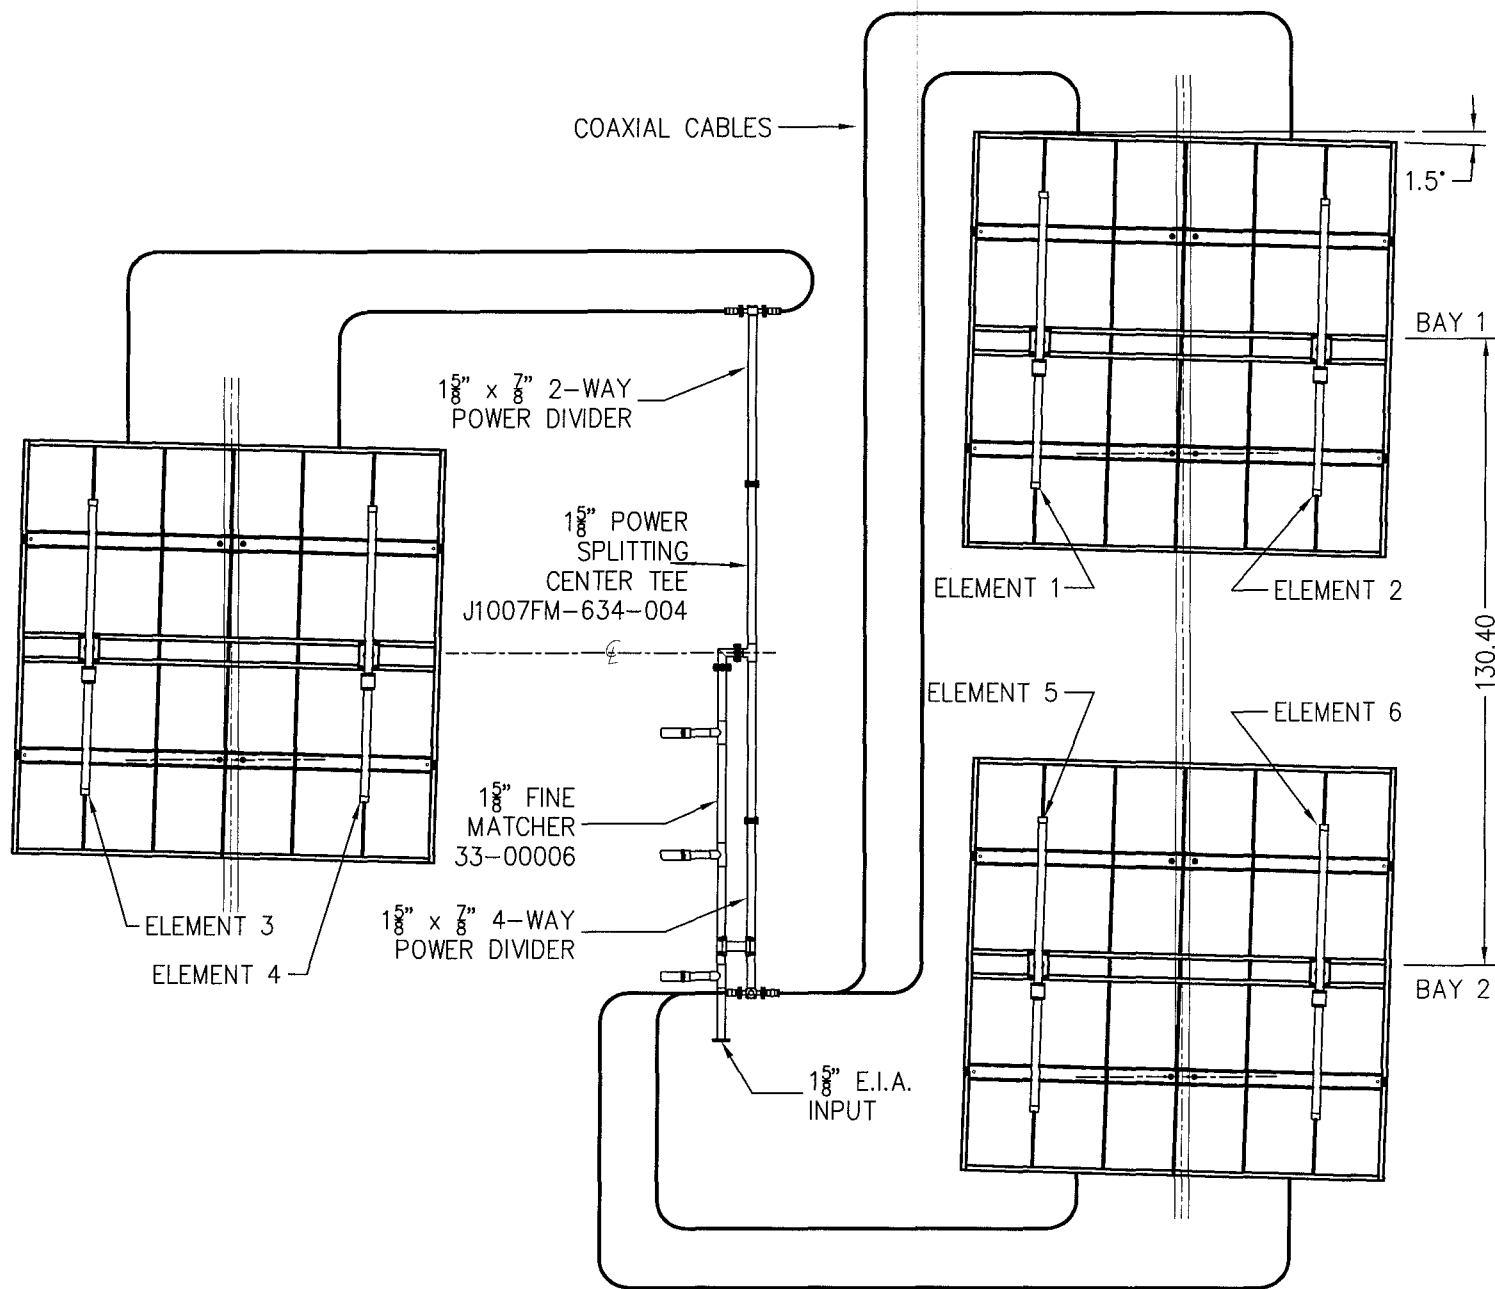 COAXIAL CABLES
1.5°
BAY 1
1⅝" x ⅞" 2-WAY
POWER DIVIDER
1⅝" POWER
SPLITTING
CENTER TEE
J1007FM-634-004
ELEMENT 1
ELEMENT 2
130.40
℄
ELEMENT 5
ELEMENT 6
1⅝" FINE
MATCHER
33-00006
1⅝" x ⅞" 4-WAY
POWER DIVIDER
ELEMENT 3
ELEMENT 4
BAY 2
1⅝" E.I.A.
INPUT